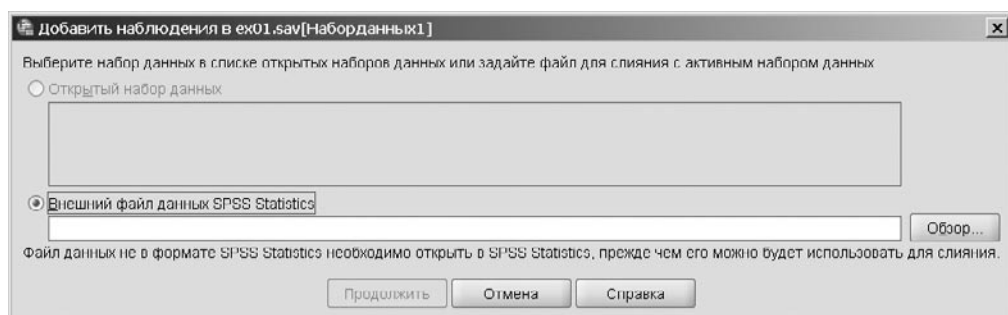 Добавить наблюдения в ex01.sav[Наборданных1]
Выберите набор данных в списке открытых наборов данных или задайте файл для слияния с активным набором данных
Открытый набор данных
Внешний файл данных SPSS Statistics
Обзор...
Файл данных не в формате SPSS Statistics необходимо открыть в SPSS Statistics, прежде чем его можно будет использовать для слияния.
Продолжить Отмена Справка